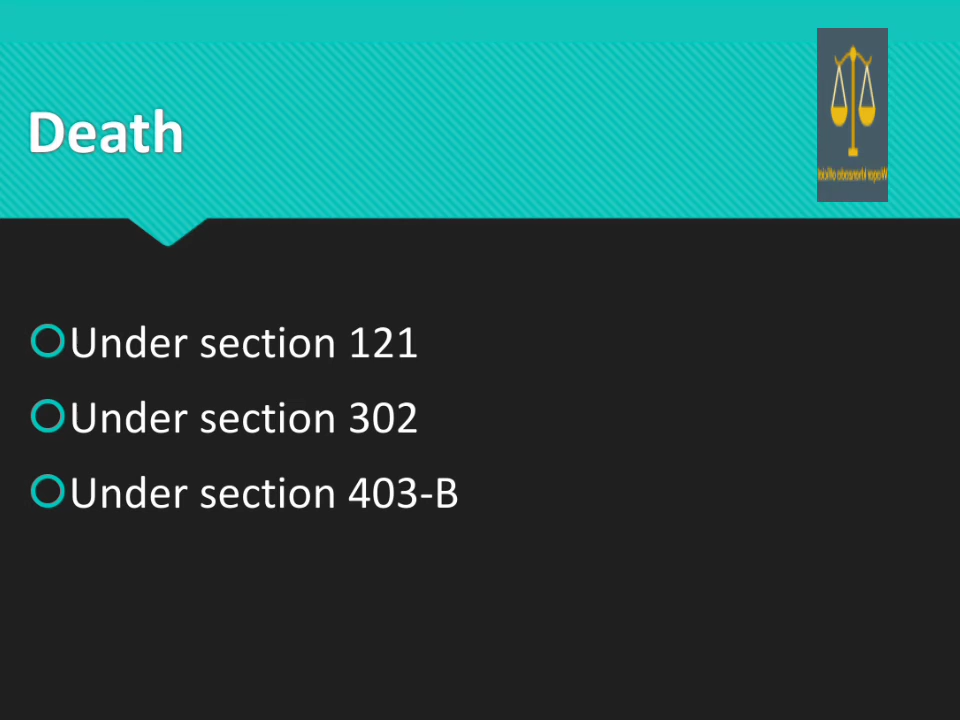 Death
Under section 121
Under section 302
Under section 403-B